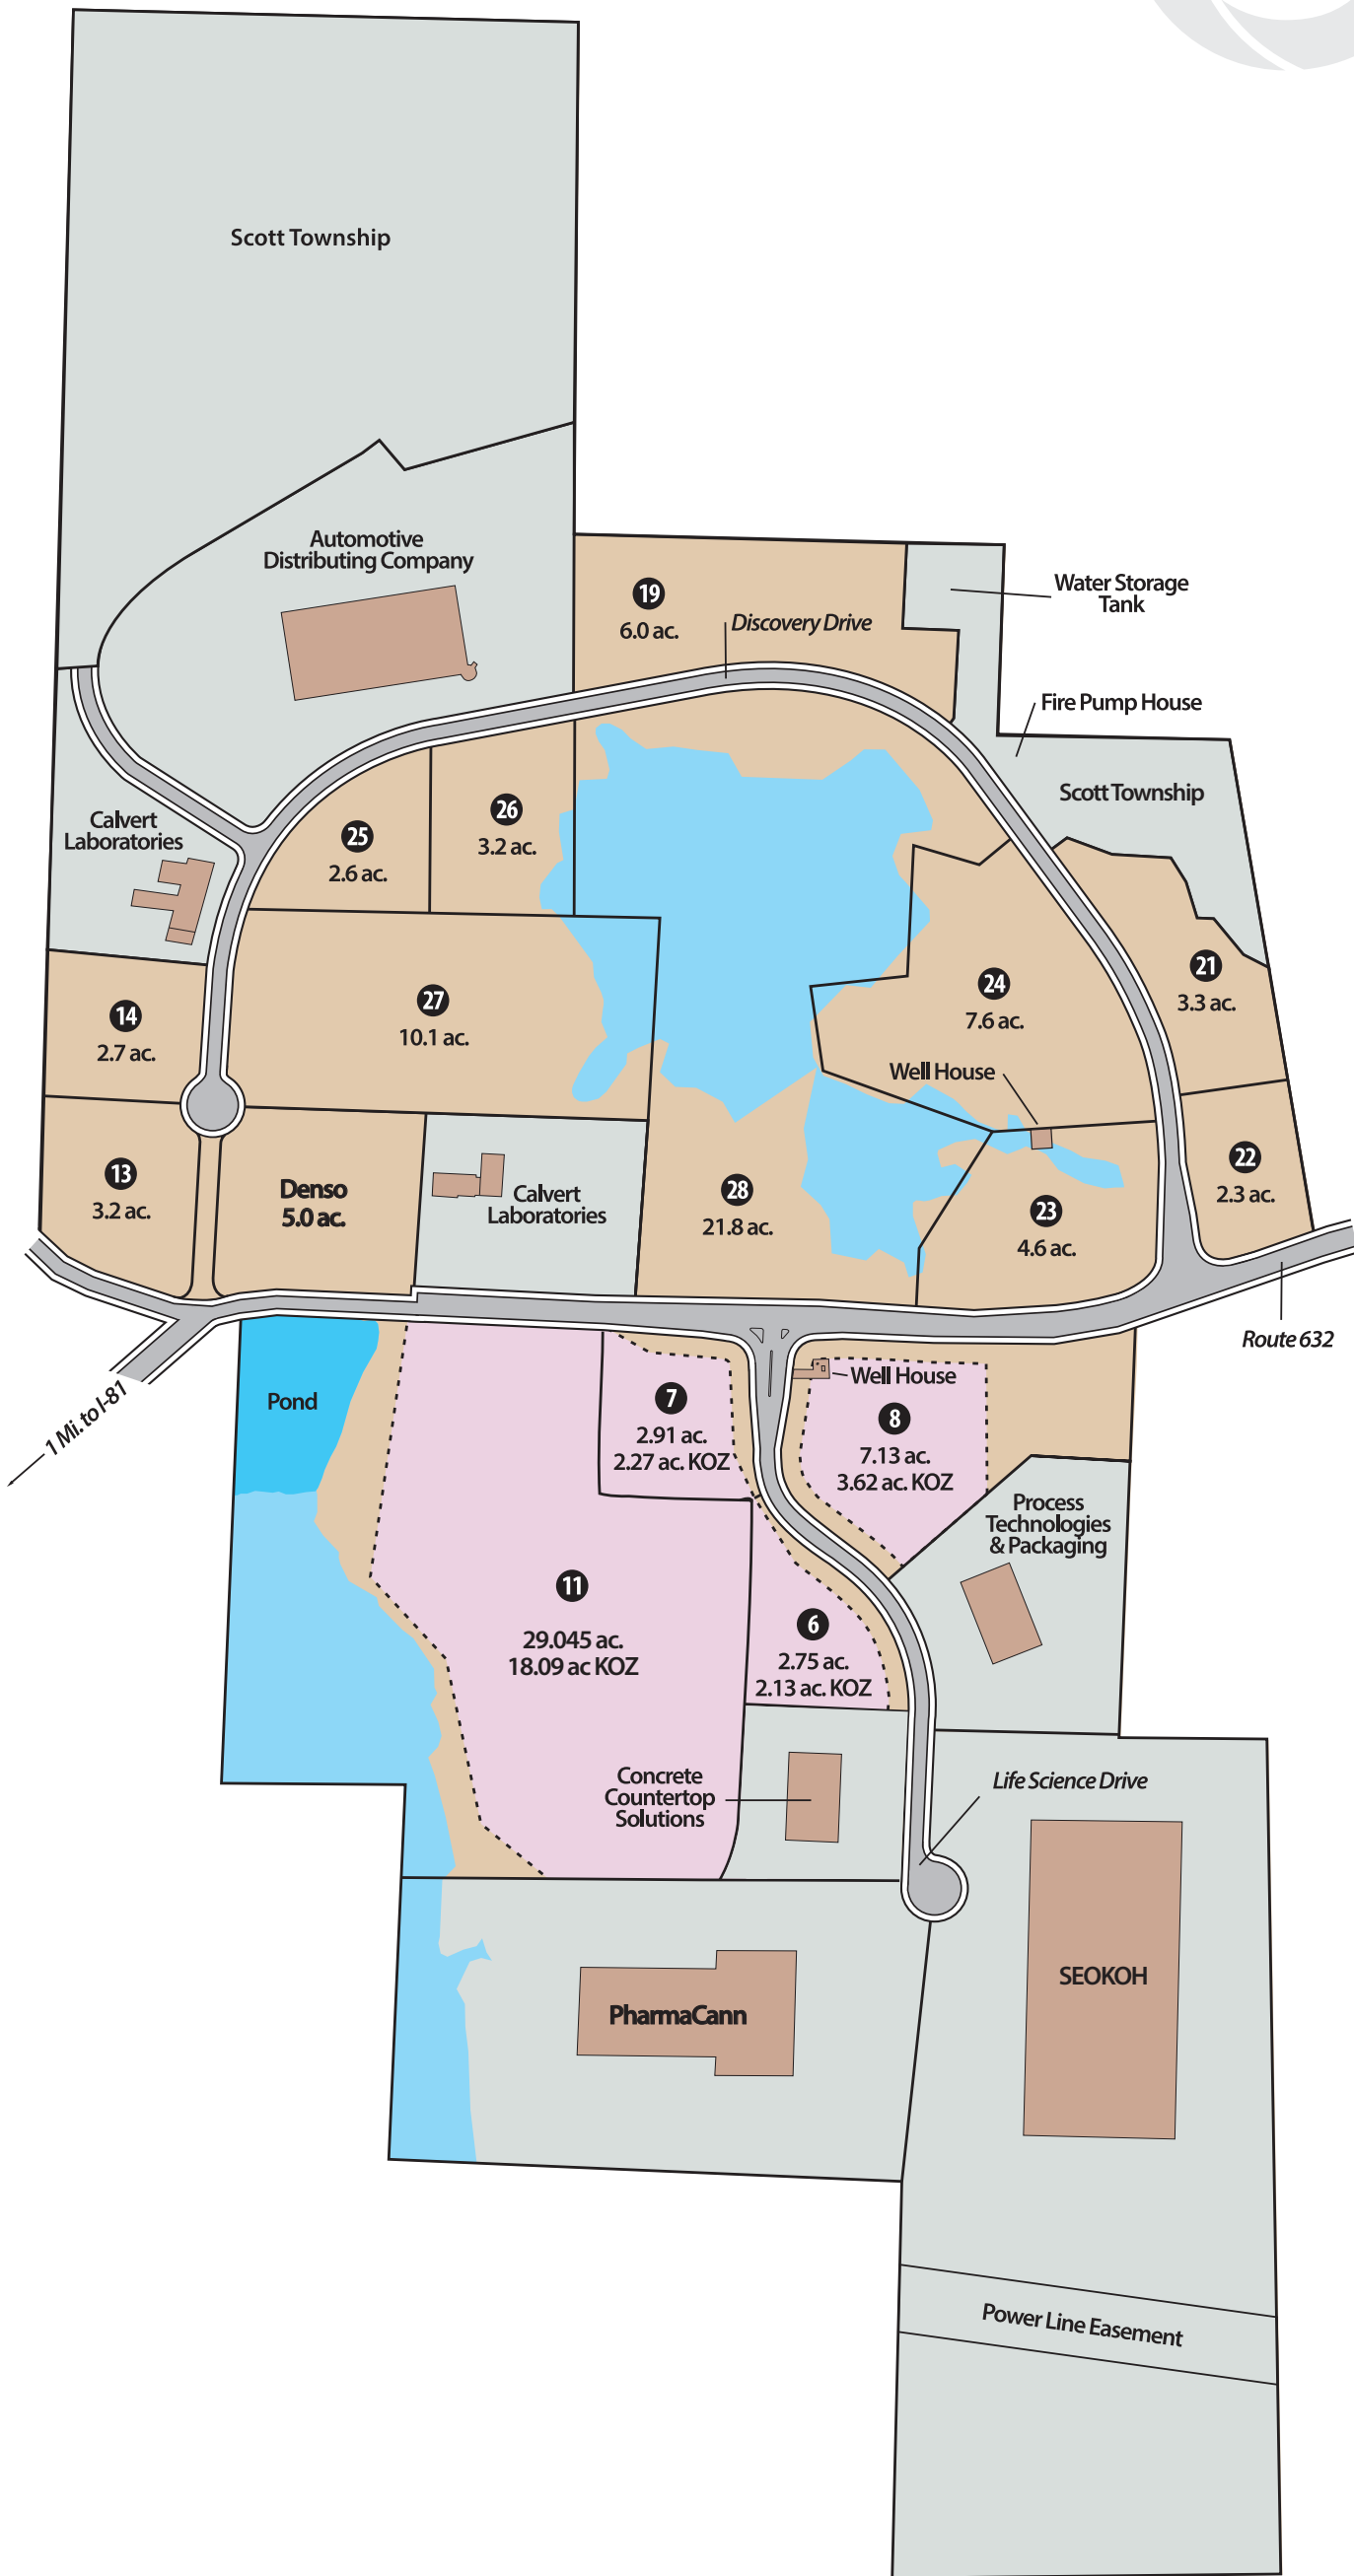 Scott Township
Automotive
Distributing Company
19
6.0 ac.
Discovery Drive
Water Storage
Tank
Fire Pump House
Scott Township
Calvert
Laboratories
25
2.6 ac.
26
3.2 ac.
21
3.3 ac.
24
7.6 ac.
27
10.1 ac.
14
2.7 ac.
Well House
13
3.2 ac.
Denso
5.0 ac.
Calvert
Laboratories
28
21.8 ac.
23
4.6 ac.
22
2.3 ac.
Route 632
1 Mi. to I-81
Pond
7
2.91 ac.
2.27 ac. KOZ
Well House
8
7.13 ac.
3.62 ac. KOZ
Process
Technologies
& Packaging
11
29.045 ac.
18.09 ac KOZ
6
2.75 ac.
2.13 ac. KOZ
Concrete
Countertop
Solutions
Life Science Drive
SEOKOH
PharmaCann
Power Line Easement